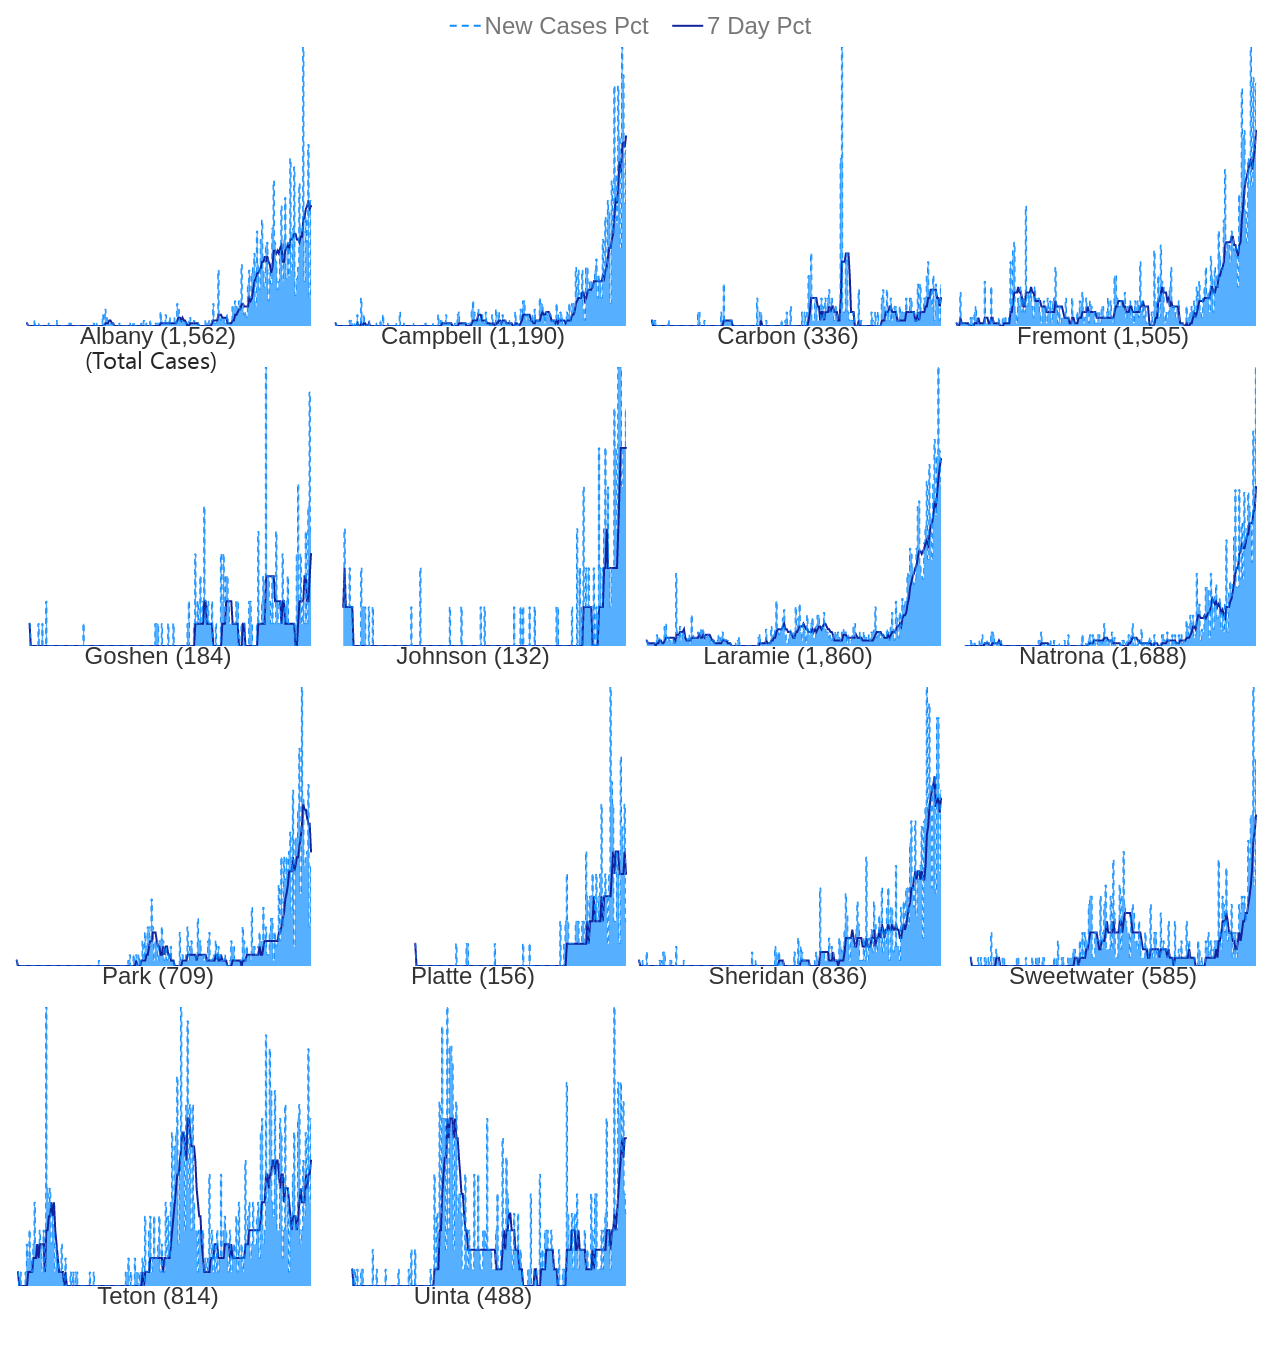 New Cases Pct 7 Day Pct
Albany (1,562) Campbell (1,190) Carbon (336) Fremont (1,505)
(Total Cases)
Goshen (184) Johnson (132) Laramie (1,860) Natrona (1,688)
Park (709) Platte (156) Sheridan (836) Sweetwater (585)
Teton (814) Uinta (488)